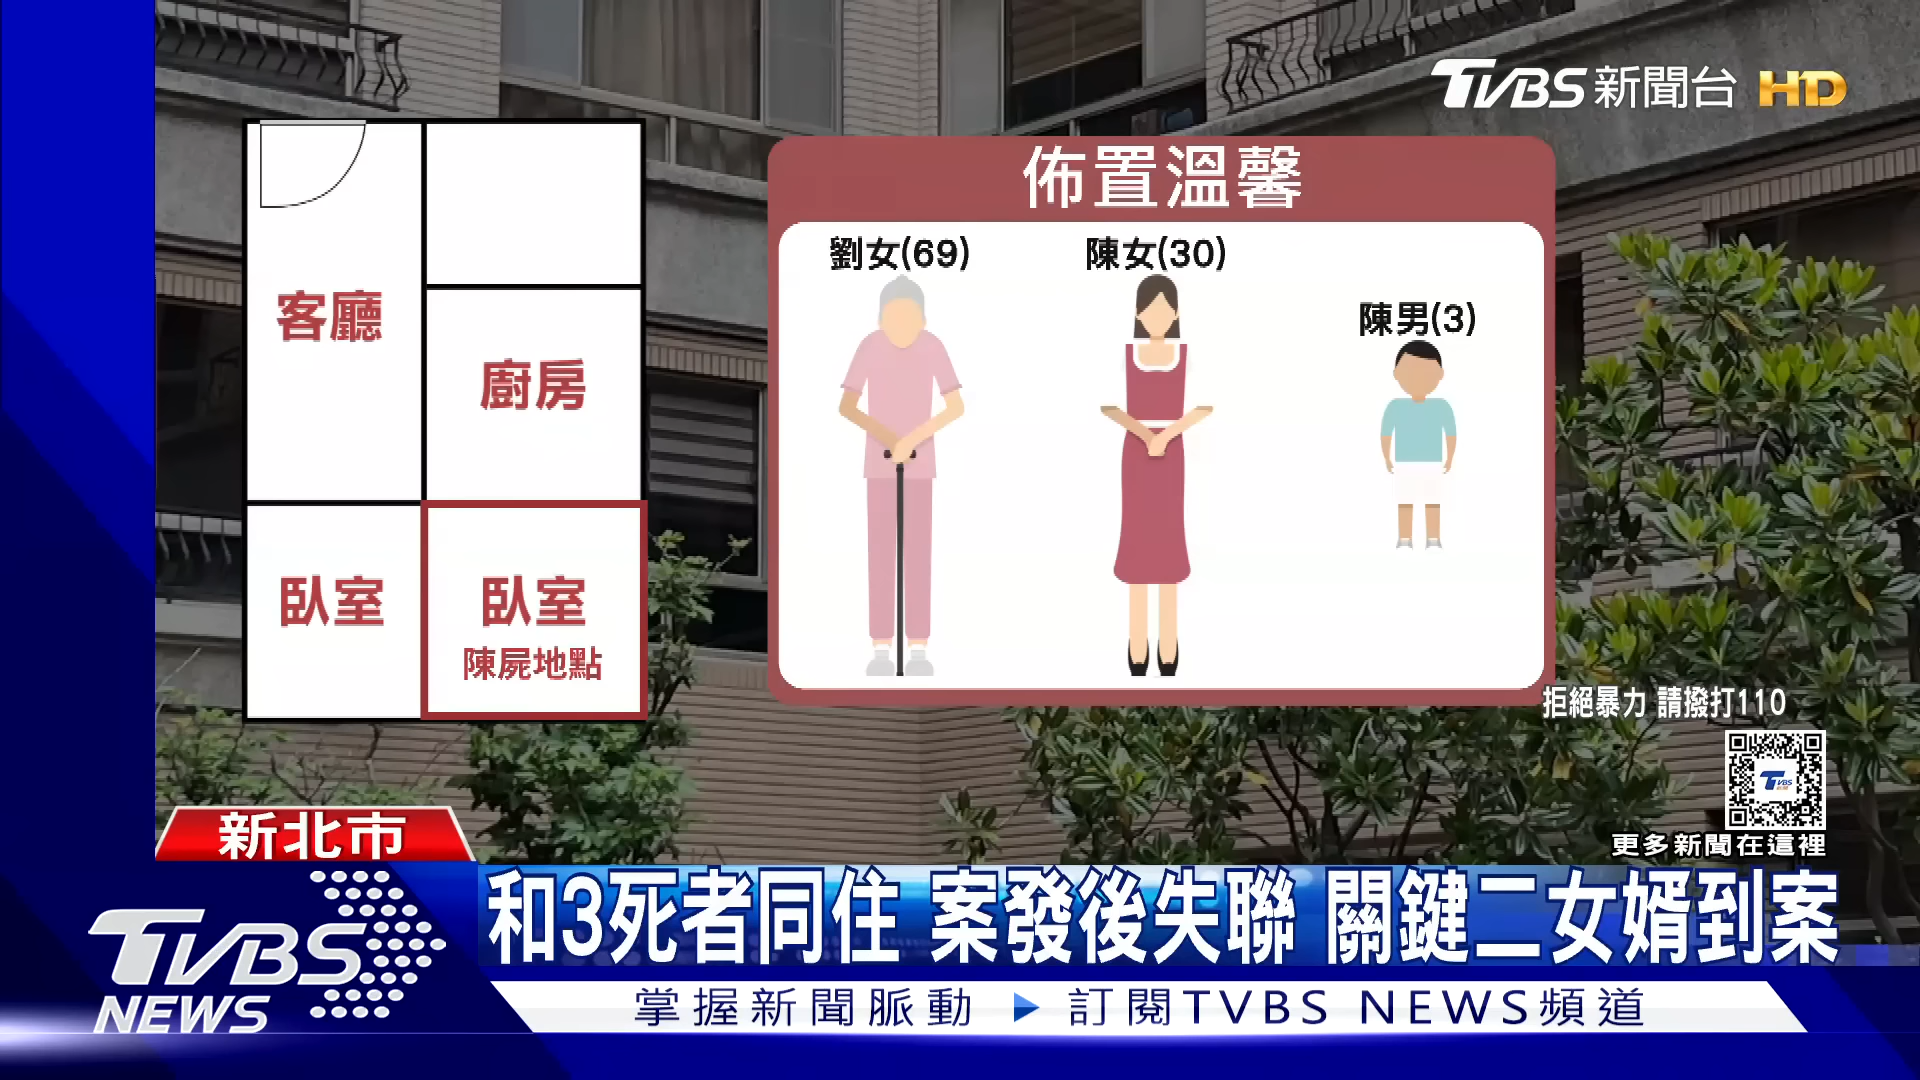 TVBS新聞台 HD
佈置溫馨
劉女(69)
陳女(30)
陳男(3)
客廳
廚房
臥室
臥室
陳屍地點
拒絕暴力 請撥打110
TVBS
新聞
更多新聞在這裡
新北市
和3死者同住 案發後失聯 關鍵二女婿到案
TVBS
NEWS
掌握新聞脈動 ▶ 訂閱TVBS NEWS頻道